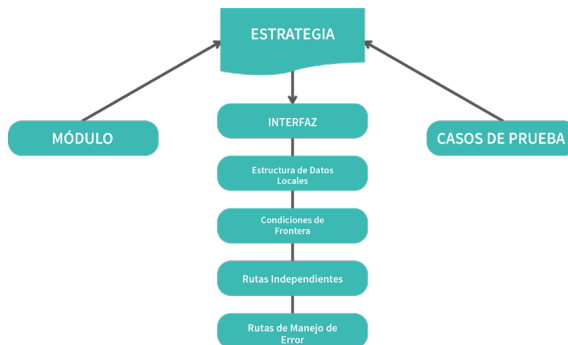 ESTRATEGIA
MÓDULO
INTERFAZ
CASOS DE PRUEBA
Estructura de Datos
Locales
Condiciones de
Frontera
Rutas Independientes
Rutas de Manejo de
Error